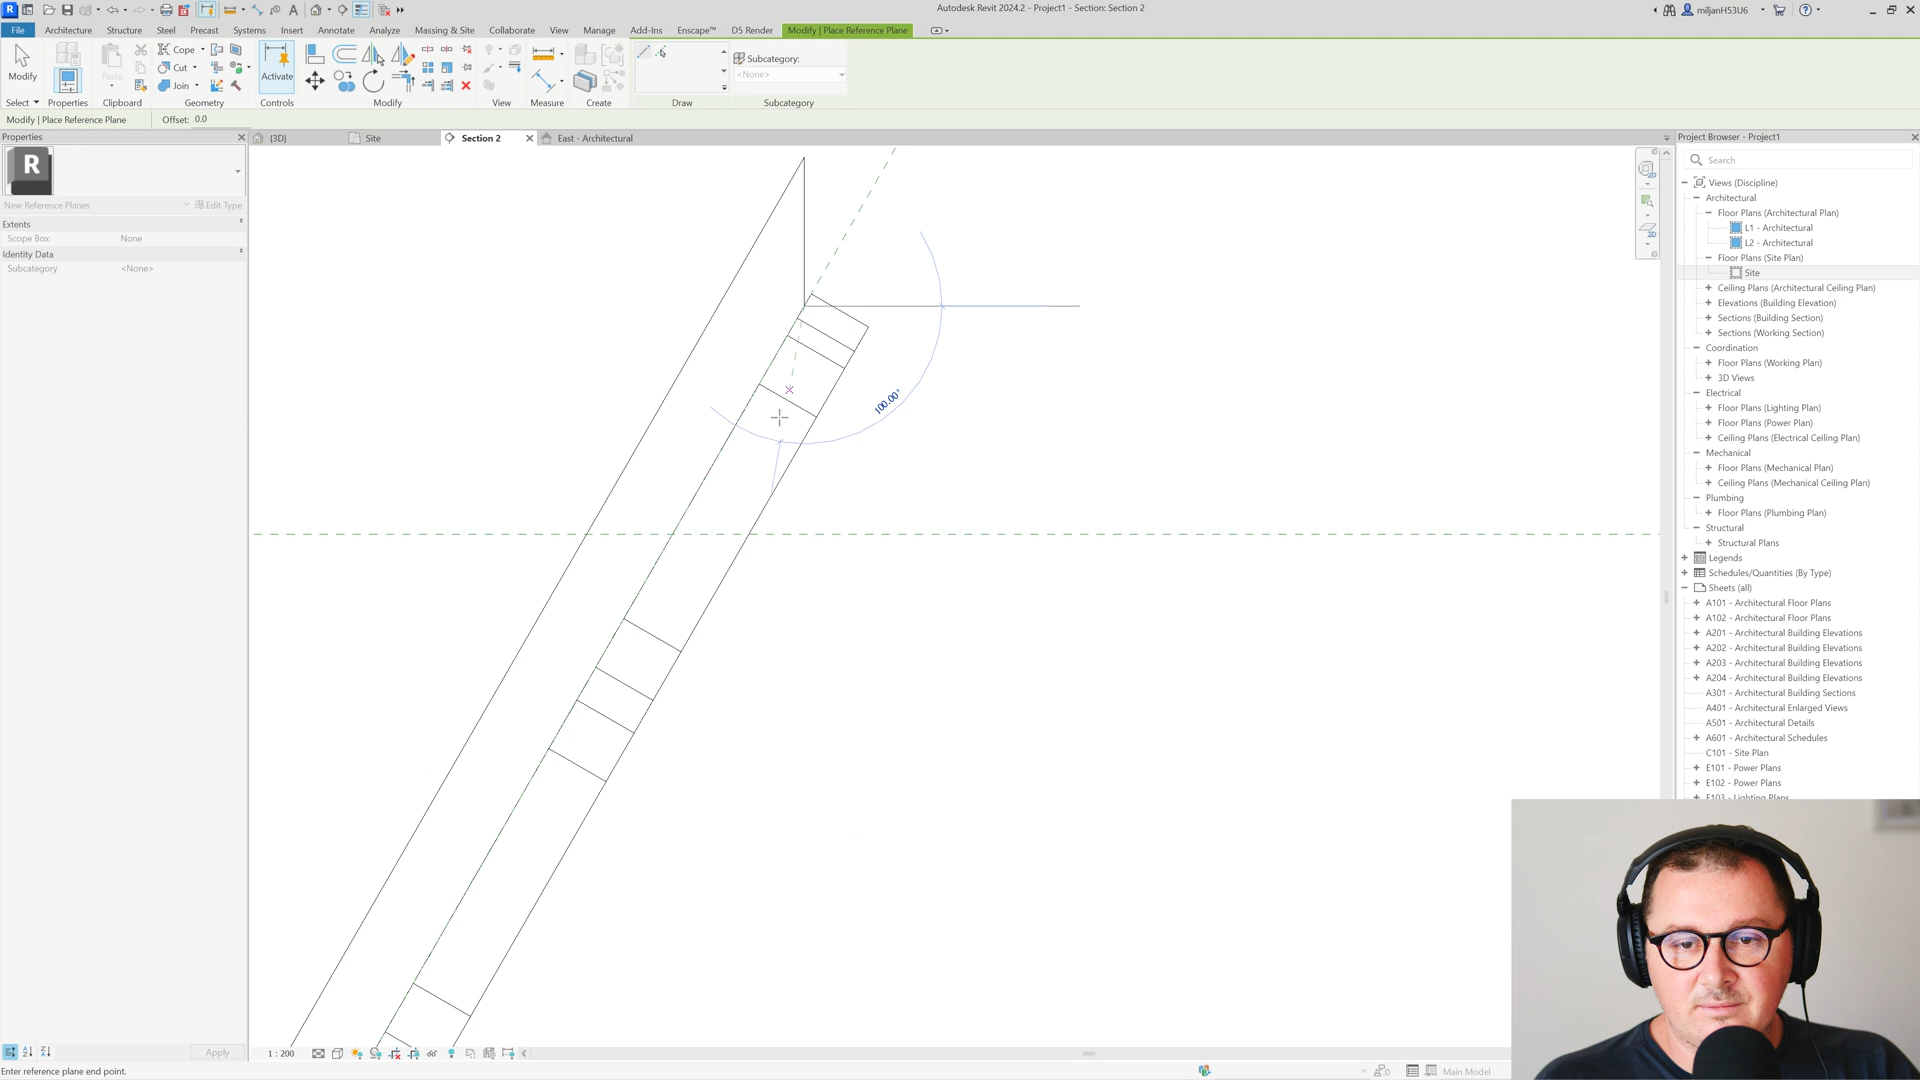 Autodesk Revit 2024.2 - Project1 - Section: Section 2
miljanH53U6
File
Architecture
Structure
Steel
Precast
Systems
Insert
Annotate
Analyze
Massing & Site
Collaborate
View
Manage
Add-Ins
Enscape™
D5 Render
Modify | Place Reference Plane
Modify
Paste
Cope
Cut
Join
Activate
Subcategory:
<None>
Select
Properties
Clipboard
Geometry
Controls
Modify
View
Measure
Create
Draw
Subcategory
Modify | Place Reference Plane
Offset: 0.0
Properties
R
New Reference Planes
Edit Type
Extents
Scope Box None
Identity Data
Subcategory <None>
Apply
{3D}
Site
Section 2
East - Architectural
100.00°
1 : 200
Project Browser - Project1
Search
Views (Discipline)
Architectural
Floor Plans (Architectural Plan)
L1 - Architectural
L2 - Architectural
Floor Plans (Site Plan)
Site
Ceiling Plans (Architectural Ceiling Plan)
Elevations (Building Elevation)
Sections (Building Section)
Sections (Working Section)
Coordination
Floor Plans (Working Plan)
3D Views
Electrical
Floor Plans (Lighting Plan)
Floor Plans (Power Plan)
Ceiling Plans (Electrical Ceiling Plan)
Mechanical
Floor Plans (Mechanical Plan)
Ceiling Plans (Mechanical Ceiling Plan)
Plumbing
Floor Plans (Plumbing Plan)
Structural
Structural Plans
Legends
Schedules/Quantities (By Type)
Sheets (all)
A101 - Architectural Floor Plans
A102 - Architectural Floor Plans
A201 - Architectural Building Elevations
A202 - Architectural Building Elevations
A203 - Architectural Building Elevations
A204 - Architectural Building Elevations
A301 - Architectural Building Sections
A401 - Architectural Enlarged Views
A501 - Architectural Details
A601 - Architectural Schedules
C101 - Site Plan
E101 - Power Plans
E102 - Power Plans
E103 - Lighting Plans
Enter reference plane end point.
:0
Main Model